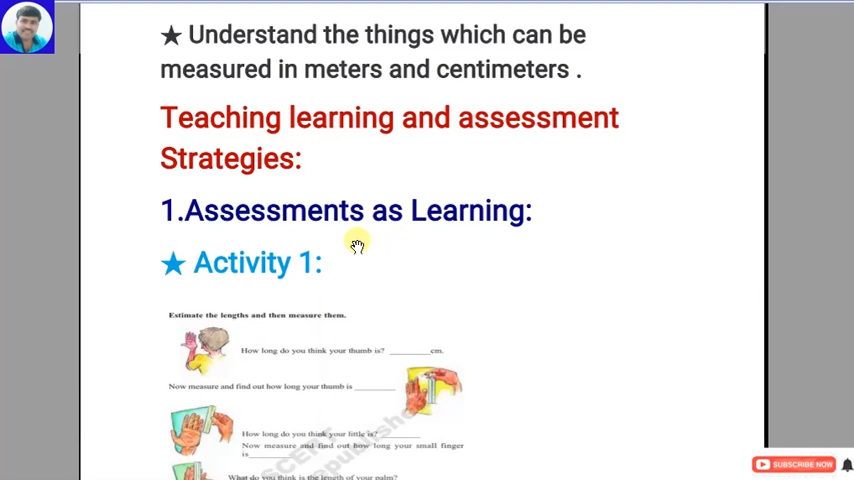 ★ Understand the things which can be
measured in meters and centimeters .
Teaching learning and assessment
Strategies:
1.Assessments as Learning:
★ Activity 1:
Estimate the lengths and then measure them.
How long do you think your thumb is? _________cm.
Now measure and find out how long your thumb is _________
How long do you think your little is? _________
Now measure and find out how long your small finger
is_________
What do you think is the length of your palm?
SUBSCRIBE NOW